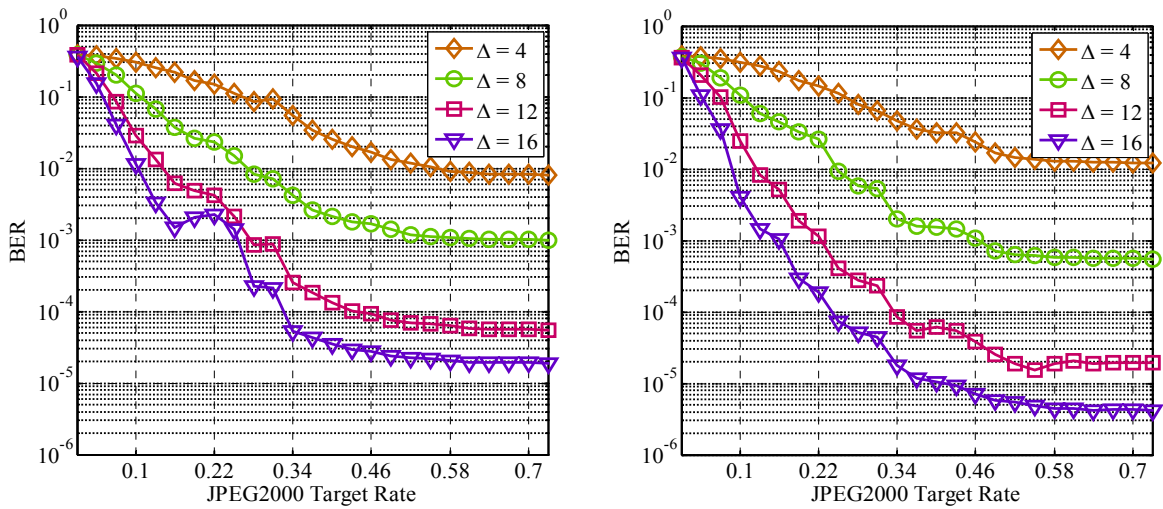 10^0
10^-1
10^-2
10^-3
10^-4
10^-5
10^-6
BER
0.1 0.22 0.34 0.46 0.58 0.7
JPEG2000 Target Rate
Δ = 4
Δ = 8
Δ = 12
Δ = 16
10^0
10^-1
10^-2
10^-3
10^-4
10^-5
10^-6
BER
0.1 0.22 0.34 0.46 0.58 0.7
JPEG2000 Target Rate
Δ = 4
Δ = 8
Δ = 12
Δ = 16